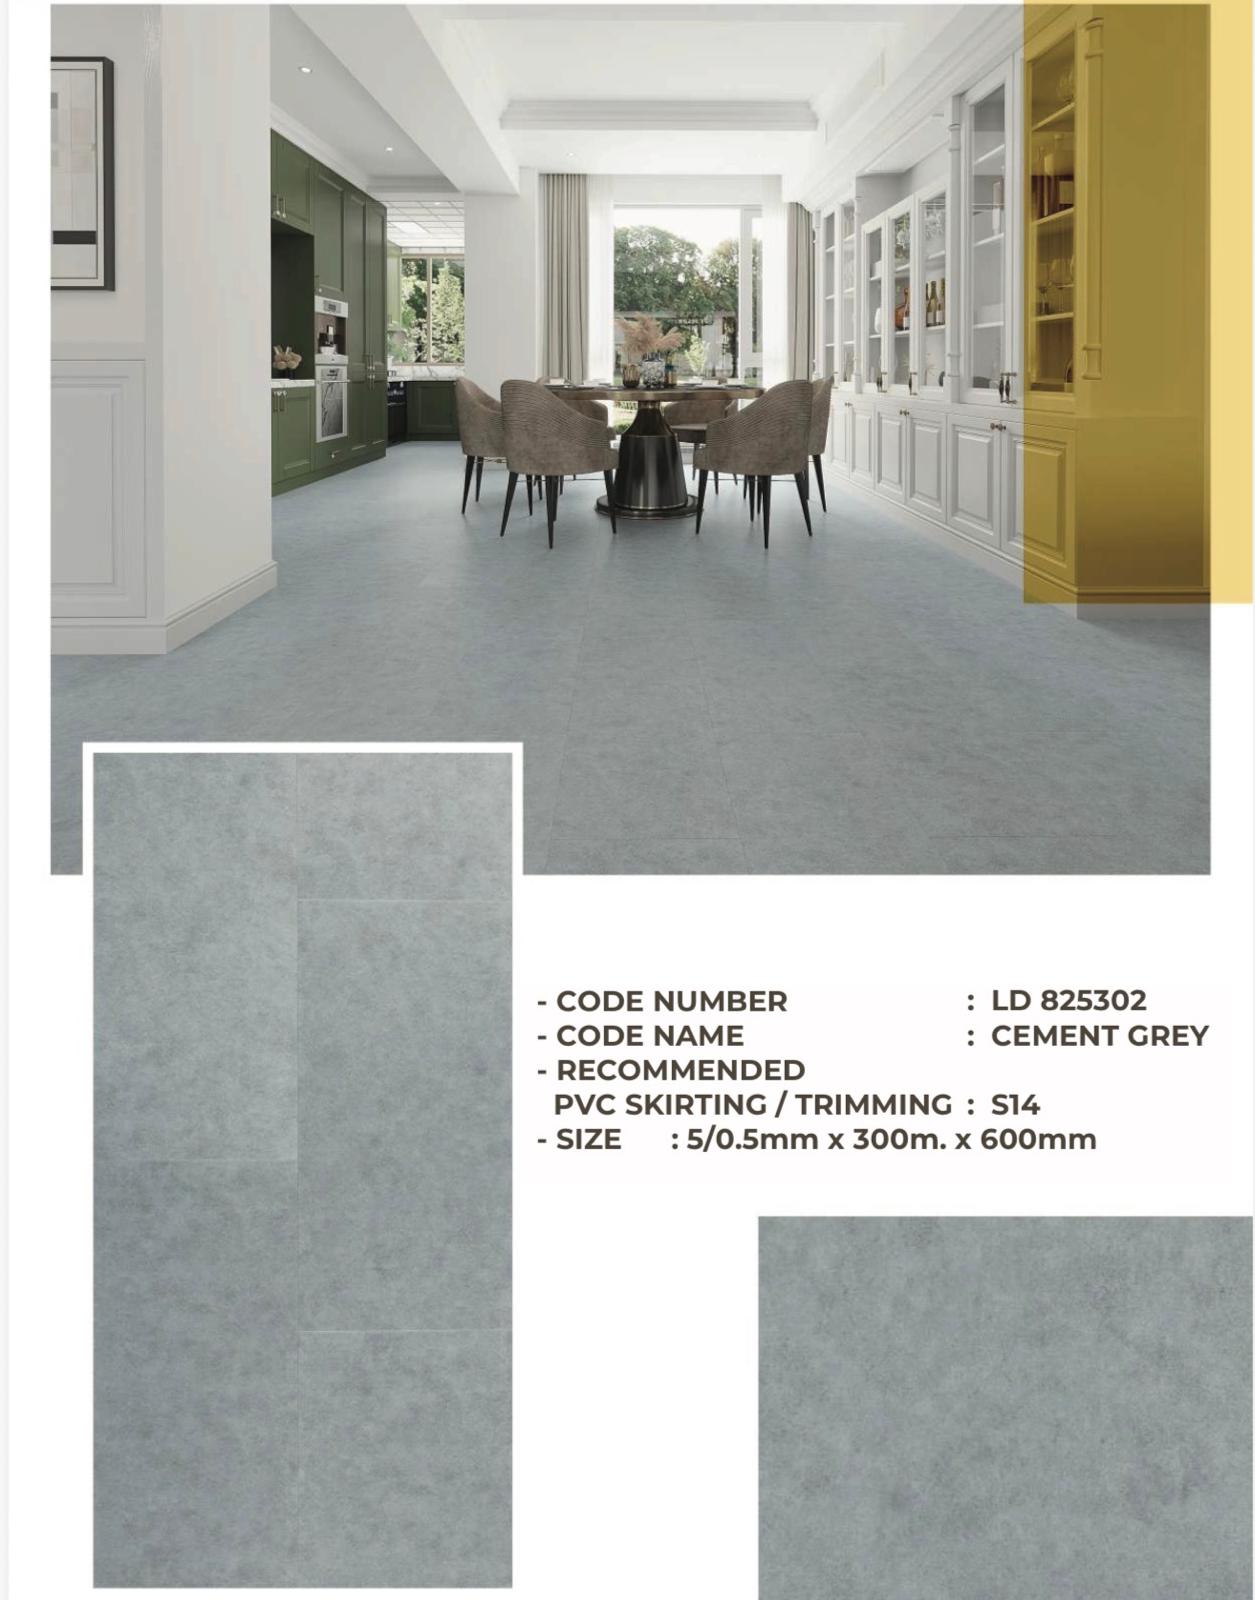 - CODE NUMBER : LD 825302
- CODE NAME : CEMENT GREY
- RECOMMENDED
PVC SKIRTING / TRIMMING : S14
- SIZE : 5/0.5mm x 300m. x 600mm